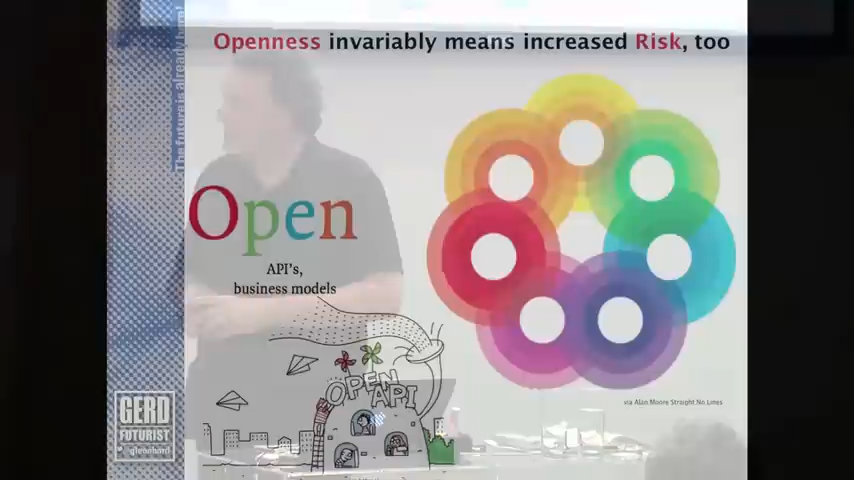 Openness invariably means increased Risk, too
The future is already here!
Open
API's,
business models
OPEN
API
via Alan Moore Straight No Lines
GERD
FUTURIST
@gleonhard